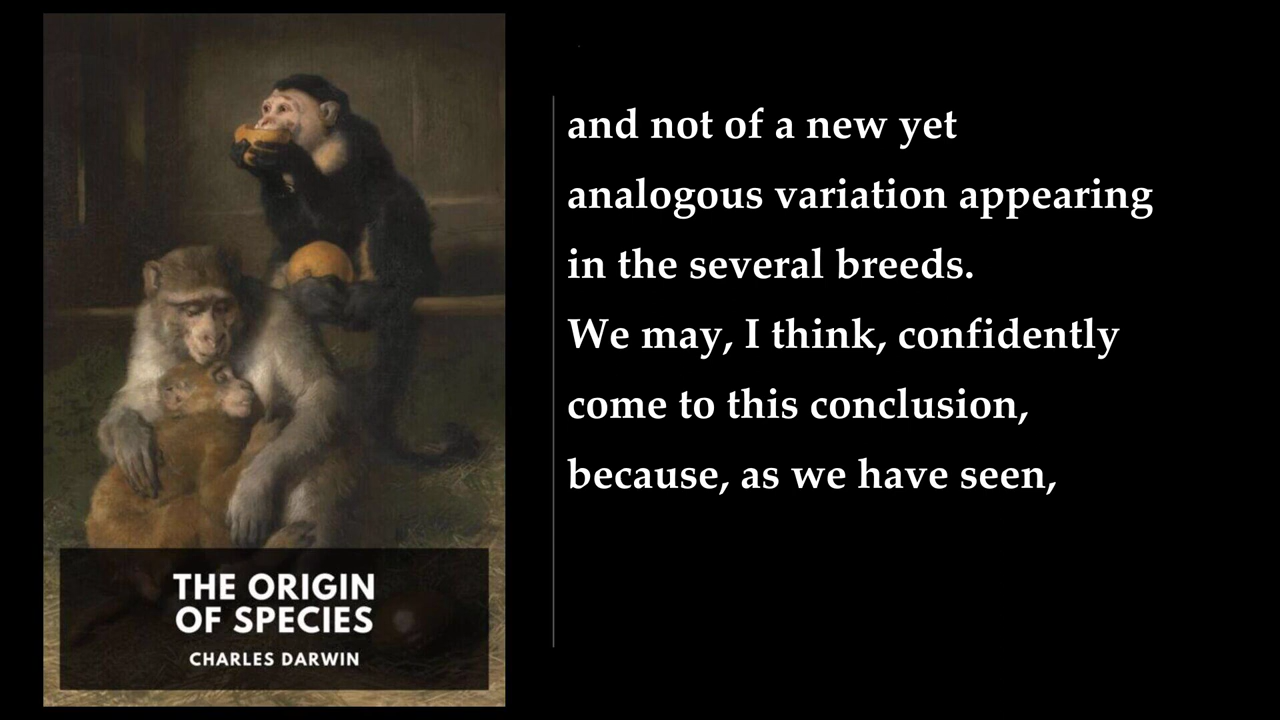 THE ORIGIN
OF SPECIES
CHARLES DARWIN
and not of a new yet
analogous variation appearing
in the several breeds.
We may, I think, confidently
come to this conclusion,
because, as we have seen,